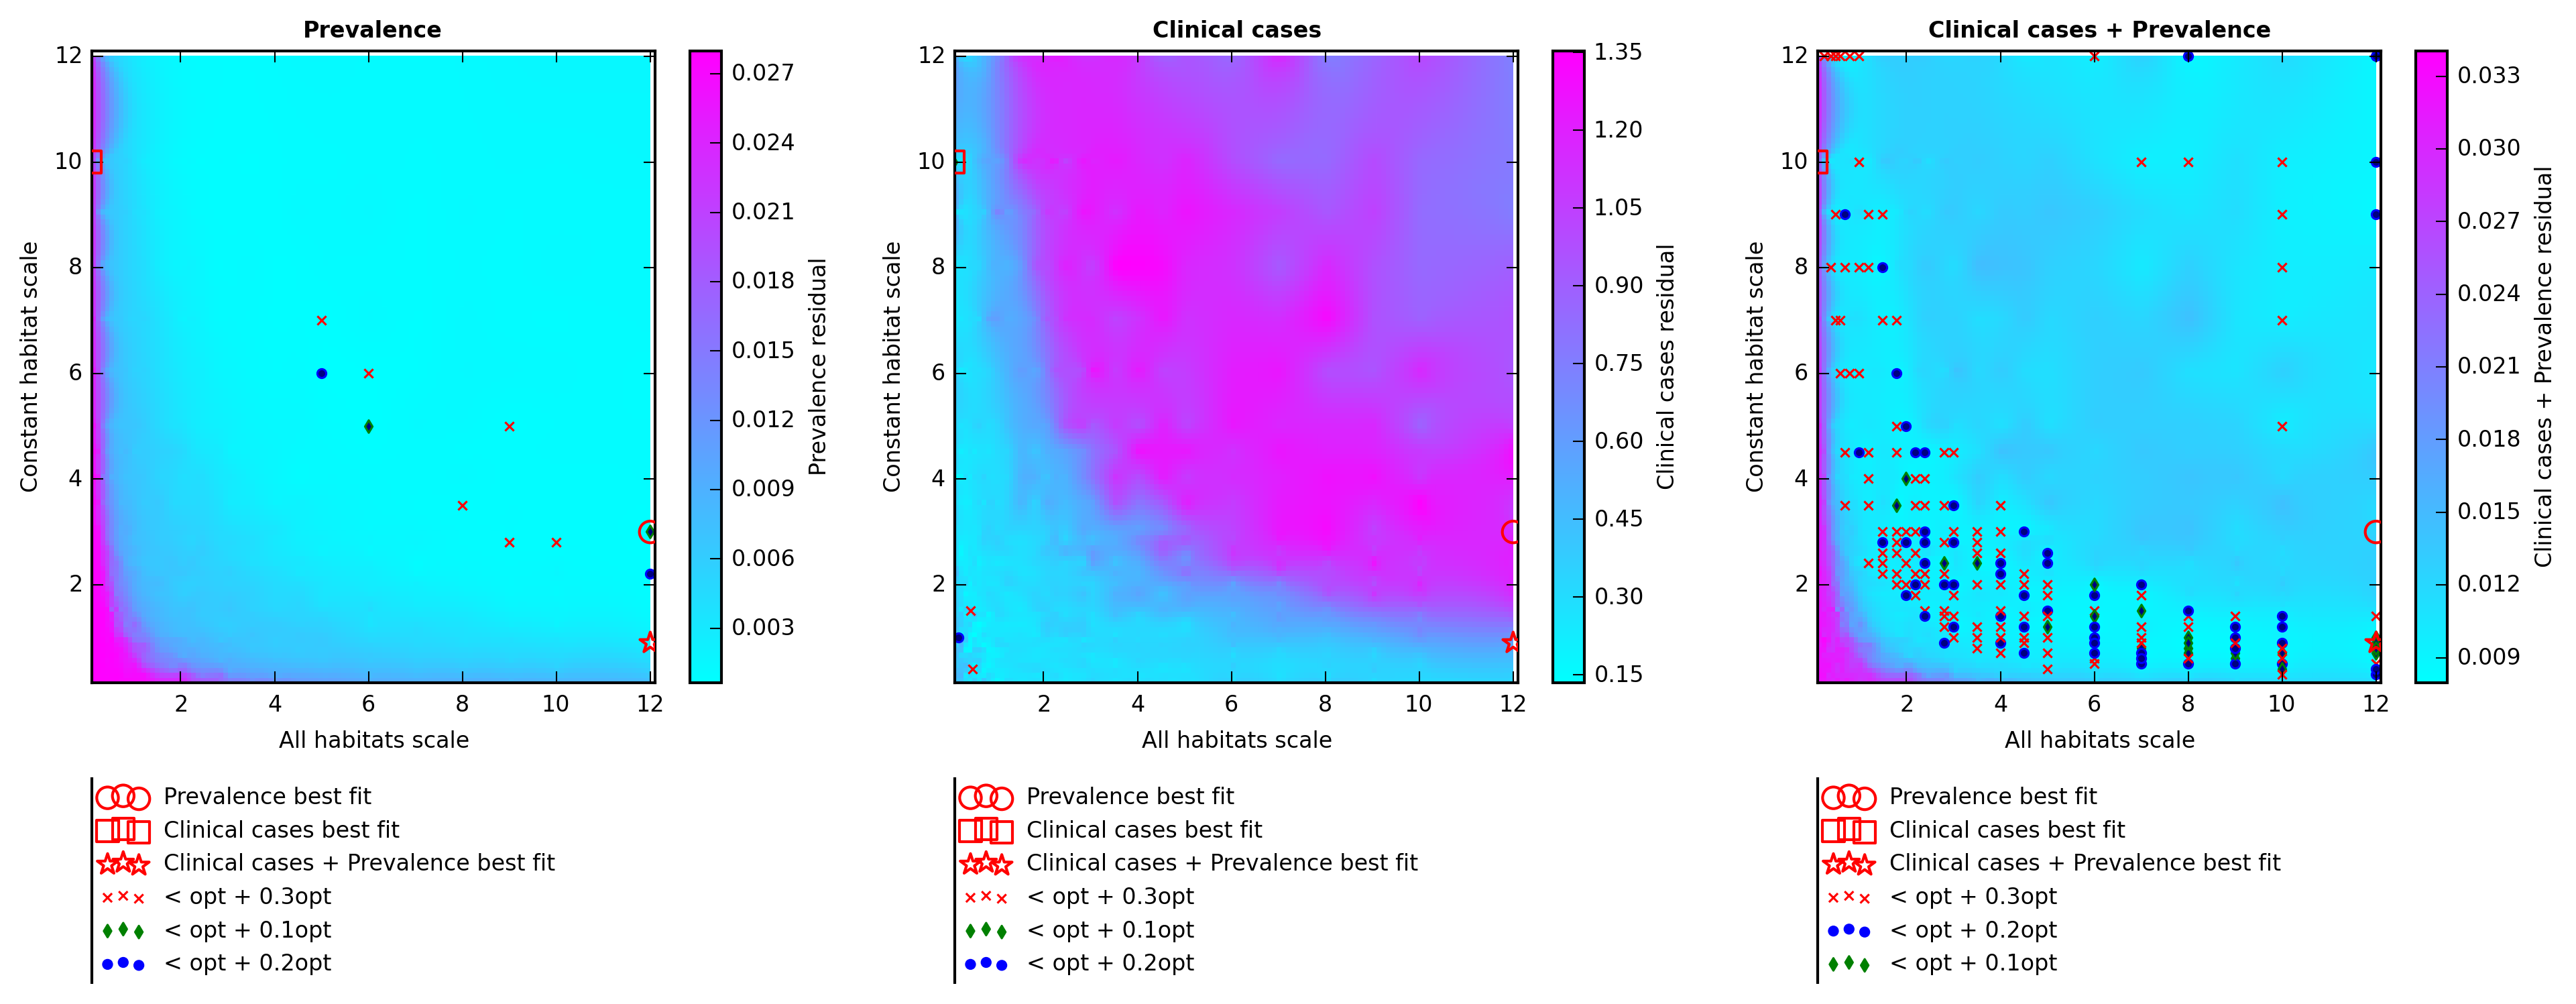 Prevalence
12
10
8
6
4
2
2
4
6
8
10
12
Constant habitat scale
All habitats scale
0.027
0.024
0.021
0.018
0.015
0.012
0.009
0.006
0.003
Prevalence residual
Prevalence best fit
Clinical cases best fit
Clinical cases + Prevalence best fit
< opt + 0.3opt
< opt + 0.1opt
< opt + 0.2opt
Clinical cases
12
10
8
6
4
2
2
4
6
8
10
12
Constant habitat scale
All habitats scale
1.35
1.20
1.05
0.90
0.75
0.60
0.45
0.30
0.15
Clinical cases residual
Prevalence best fit
Clinical cases best fit
Clinical cases + Prevalence best fit
< opt + 0.3opt
< opt + 0.1opt
< opt + 0.2opt
Clinical cases + Prevalence
12
10
8
6
4
2
2
4
6
8
10
12
Constant habitat scale
All habitats scale
0.033
0.030
0.027
0.024
0.021
0.018
0.015
0.012
0.009
Clinical cases + Prevalence residual
Prevalence best fit
Clinical cases best fit
Clinical cases + Prevalence best fit
< opt + 0.3opt
< opt + 0.2opt
< opt + 0.1opt